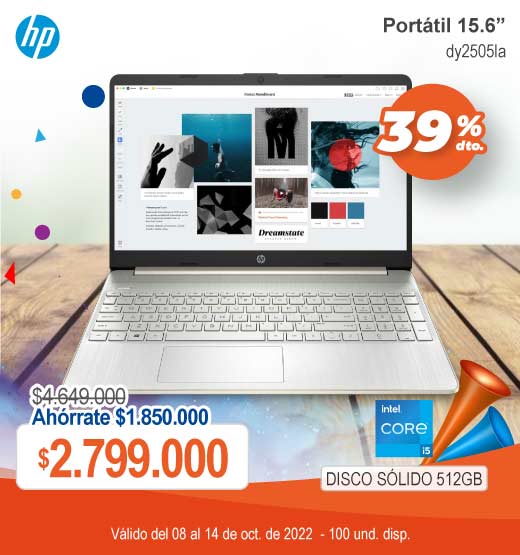 hp
Portátil 15.6”
dy2505la
39% dto.
Dreamstate
hp
$4.649.000
Ahórrate $1.850.000
$2.799.000
intel
CORE
i5
DISCO SÓLIDO 512GB
Válido del 08 al 14 de oct. de 2022 - 100 und. disp.